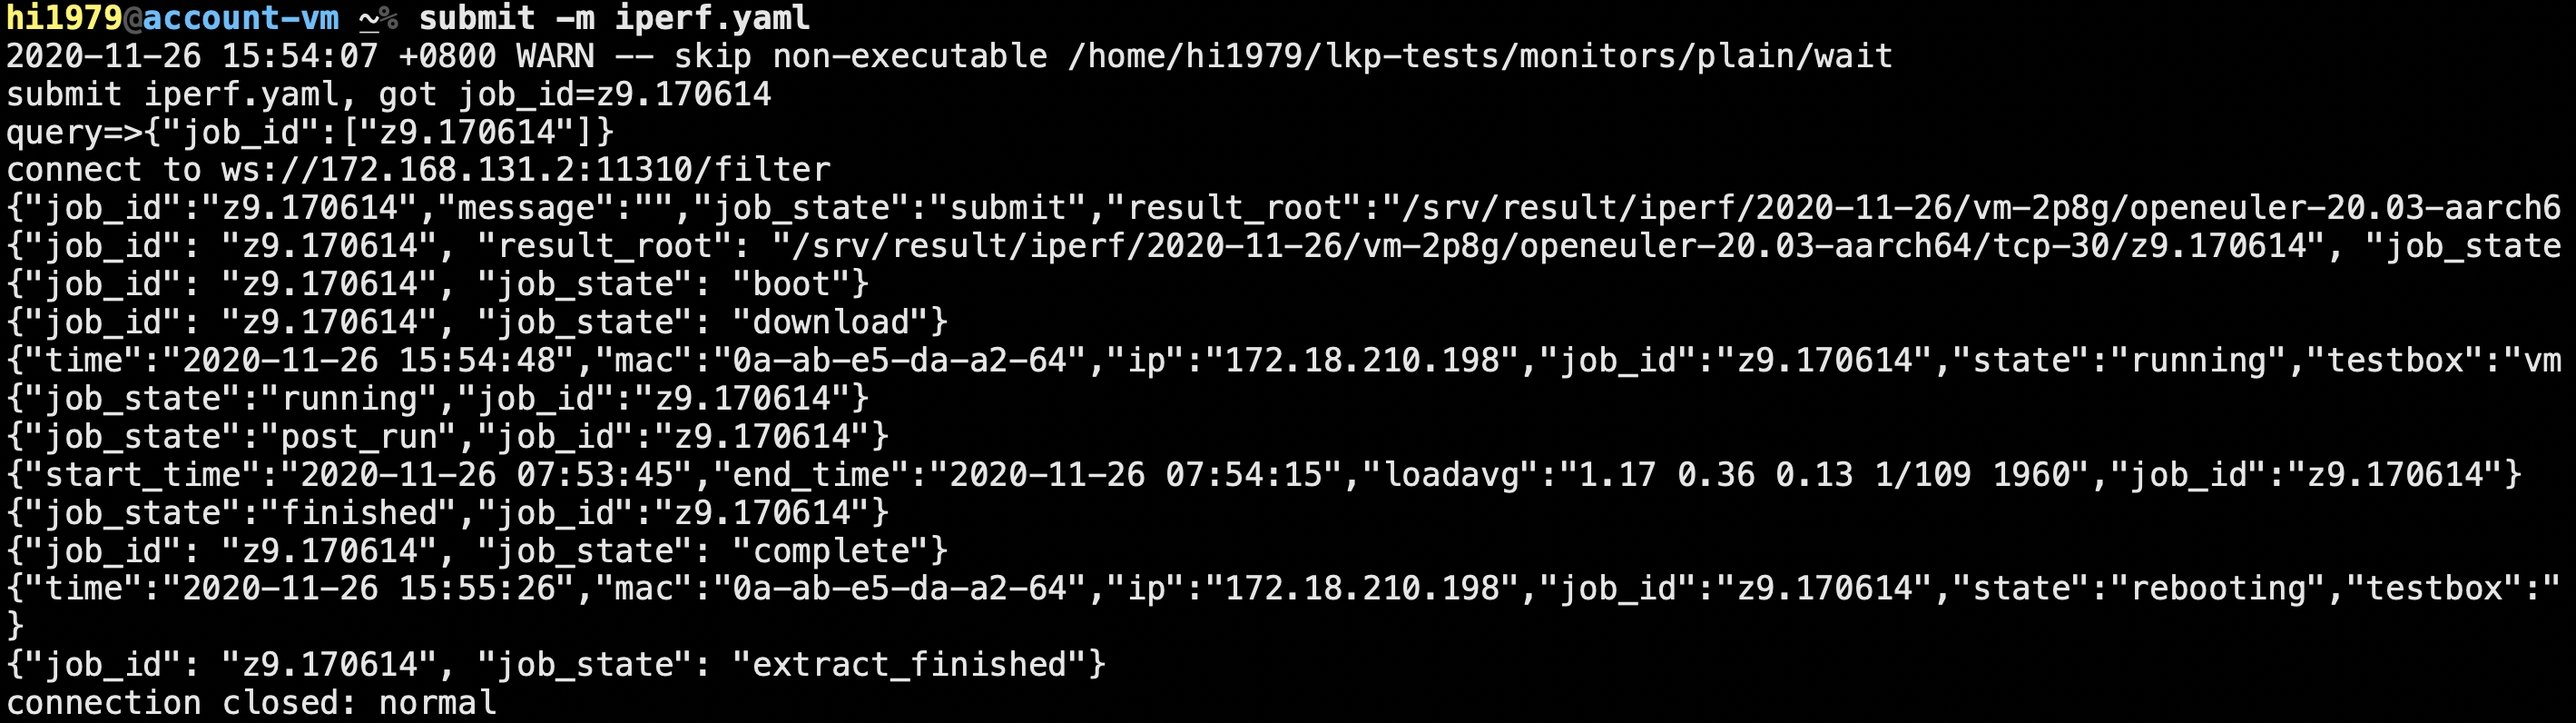 hi1979@account-vm ~% submit -m iperf.yaml
2020-11-26 15:54:07 +0800 WARN -- skip non-executable /home/hi1979/lkp-tests/monitors/plain/wait
submit iperf.yaml, got job_id=z9.170614
query=>{"job_id":["z9.170614"]}
connect to ws://172.168.131.2:11310/filter
{"job_id":"z9.170614","message":"","job_state":"submit","result_root":"/srv/result/iperf/2020-11-26/vm-2p8g/openeuler-20.03-aarch6
{"job_id": "z9.170614", "result_root": "/srv/result/iperf/2020-11-26/vm-2p8g/openeuler-20.03-aarch64/tcp-30/z9.170614", "job_state
{"job_id": "z9.170614", "job_state": "boot"}
{"job_id": "z9.170614", "job_state": "download"}
{"time":"2020-11-26 15:54:48","mac":"0a-ab-e5-da-a2-64","ip":"172.18.210.198","job_id":"z9.170614","state":"running","testbox":"vm
{"job_state":"running","job_id":"z9.170614"}
{"job_state":"post_run","job_id":"z9.170614"}
{"start_time":"2020-11-26 07:53:45","end_time":"2020-11-26 07:54:15","loadavg":"1.17 0.36 0.13 1/109 1960","job_id":"z9.170614"}
{"job_state":"finished","job_id":"z9.170614"}
{"job_id": "z9.170614", "job_state": "complete"}
{"time":"2020-11-26 15:55:26","mac":"0a-ab-e5-da-a2-64","ip":"172.18.210.198","job_id":"z9.170614","state":"rebooting","testbox":"
}
{"job_id": "z9.170614", "job_state": "extract_finished"}
connection closed: normal